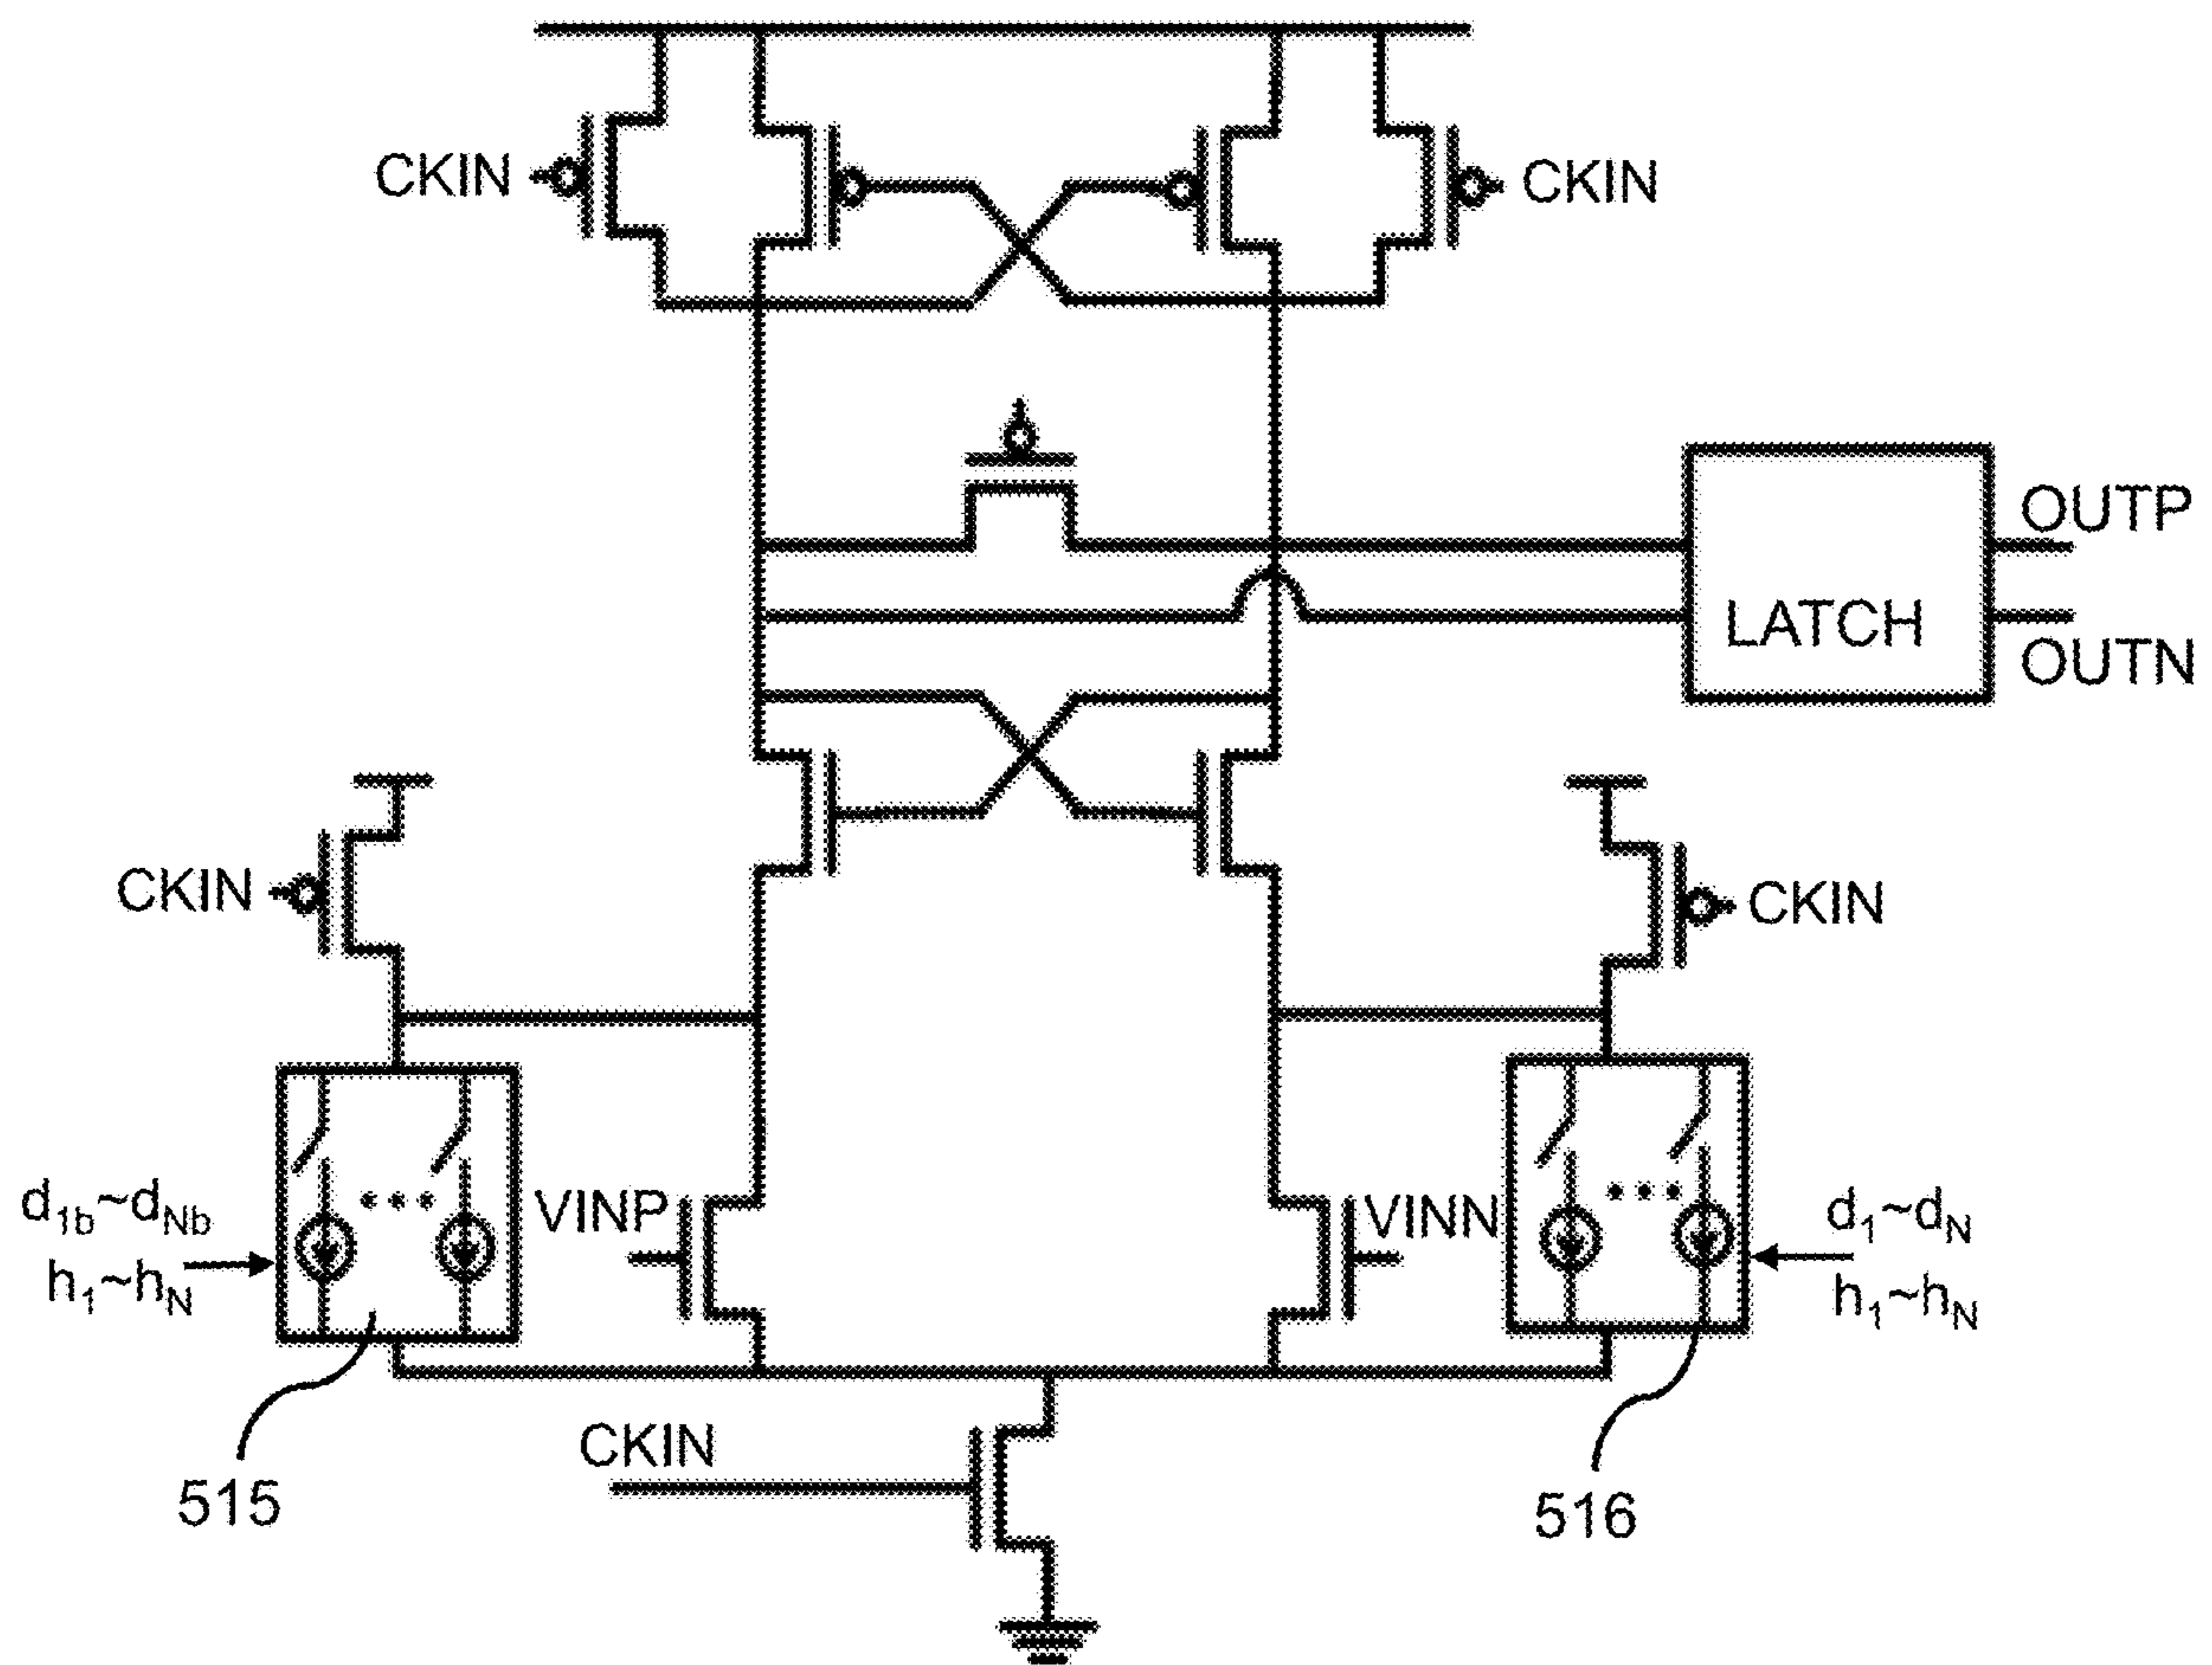 CKIN
CKIN
OUTP
LATCH
OUTN
CKIN
CKIN
d1b~dNb
h1~hN
VINP
VINN
d1~dN
h1~hN
CKIN
515
516